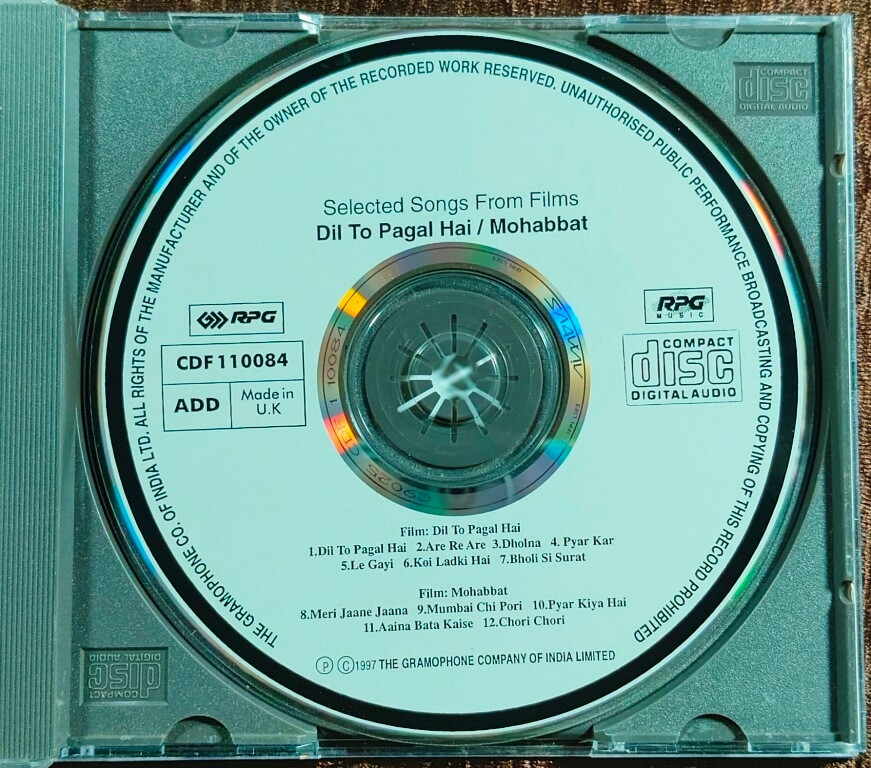 THE GRAMOPHONE CO. OF INDIA LTD. ALL RIGHTS OF THE MANUFACTURER AND OF THE OWNER OF THE RECORDED WORK RESERVED. UNAUTHORISED PUBLIC PERFORMANCE BROADCASTING AND COPYING OF THIS RECORD PROHIBITED
COMPACT
disc
DIGITAL AUDIO
Selected Songs From Films
Dil To Pagal Hai / Mohabbat
RPG
CDF 110084
ADD
Made in
U.K
RPG
MUSIC
COMPACT
disc
DIGITAL AUDIO
NIMBUS
Film: Dil To Pagal Hai
1.Dil To Pagal Hai 2.Are Re Are 3.Dholna 4. Pyar Kar
5.Le Gayi 6.Koi Ladki Hai 7.Bholi Si Surat
Film: Mohabbat
8.Meri Jaane Jaana 9.Mumbai Chi Pori 10.Pyar Kiya Hai
11.Aaina Bata Kaise 12.Chori Chori
Ⓟ Ⓒ1997 THE GRAMOPHONE COMPANY OF INDIA LIMITED
COMPACT
disc
DIGITAL AUDIO